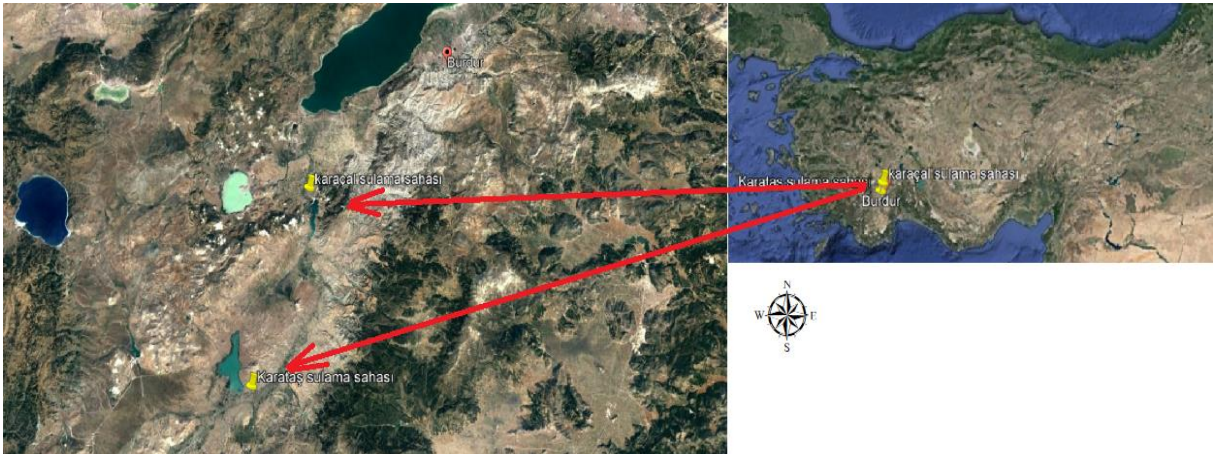 Burdur
karaçal sulama sahası
Karataş sulama sahası
karaçal sulama sahası
Karataş sulama sahası
Burdur
N
W
E
S